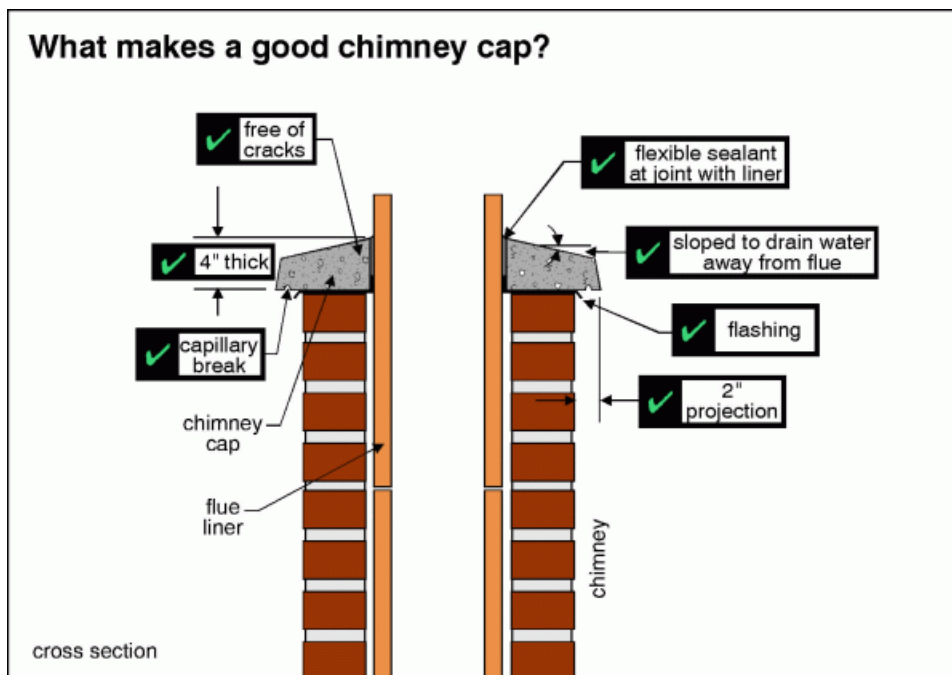 What makes a good chimney cap?
free of
cracks
flexible sealant
at joint with liner
4" thick
sloped to drain water
away from flue
capillary
break
flashing
2"
projection
chimney
cap
flue
liner
chimney
cross section